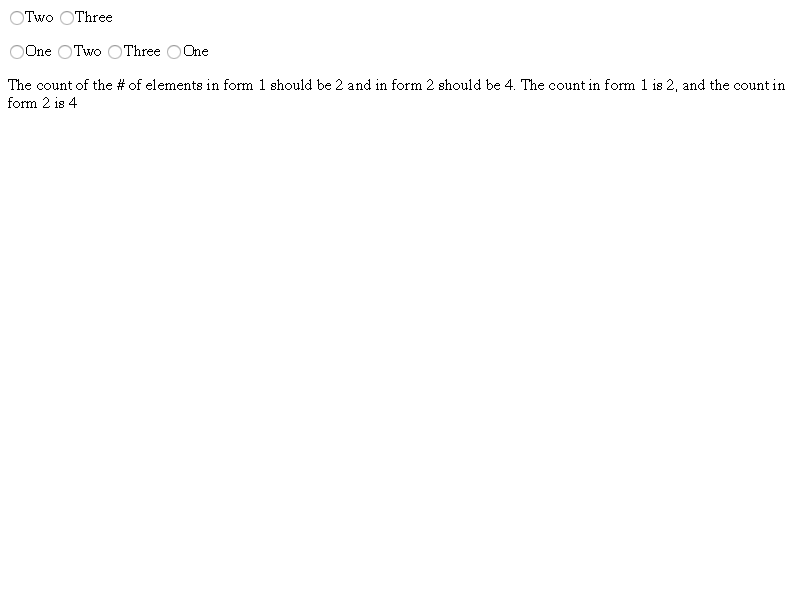 Two Three
One Two Three One
The count of the # of elements in form 1 should be 2 and in form 2 should be 4. The count in form 1 is 2, and the count in
form 2 is 4